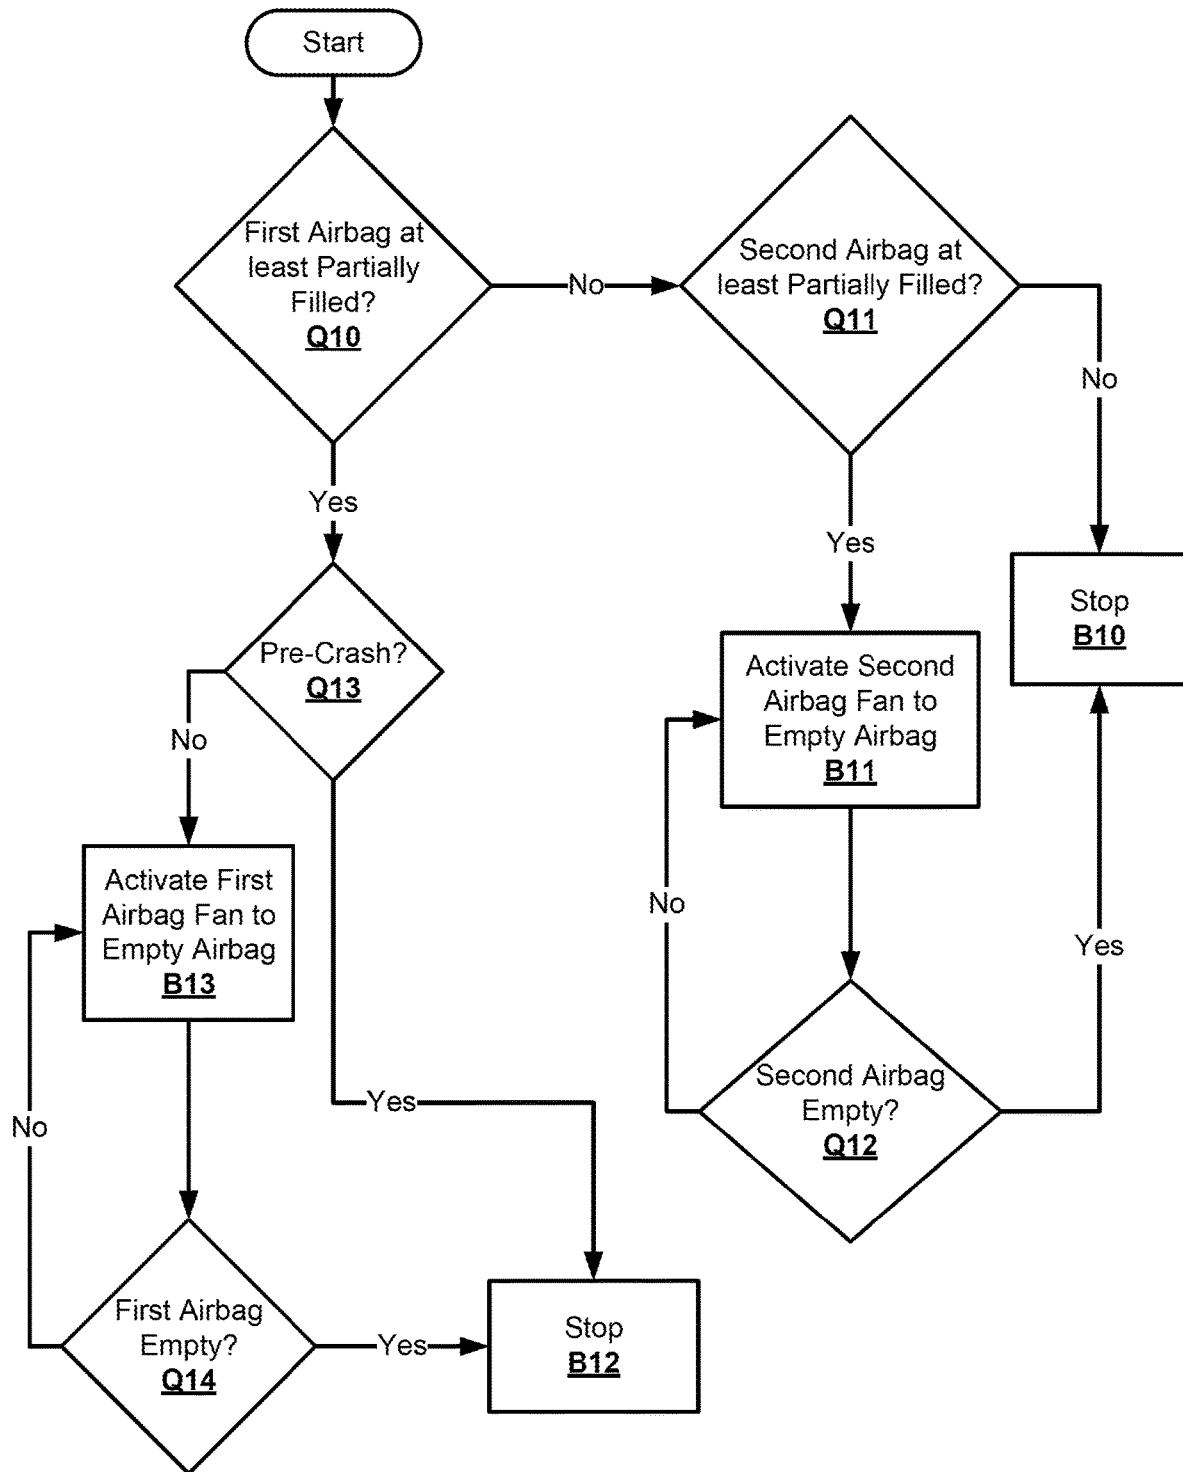 Start
First Airbag at
least Partially
Filled?
Q10
No
Second Airbag at
least Partially Filled?
Q11
No
Yes
Yes
Stop
B10
Pre-Crash?
Q13
Activate Second
Airbag Fan to
Empty Airbag
B11
No
Activate First
Airbag Fan to
Empty Airbag
B13
No
Yes
Second Airbag
Empty?
Q12
Yes
No
First Airbag
Empty?
Q14
Yes
Stop
B12